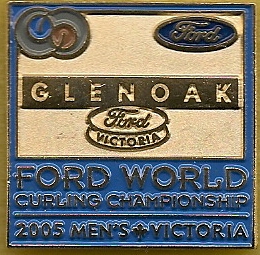 Ford
GLENOAK
Ford
VICTORIA
FORD WORLD
CURLING CHAMPIONSHIP
2005 MEN'S VICTORIA